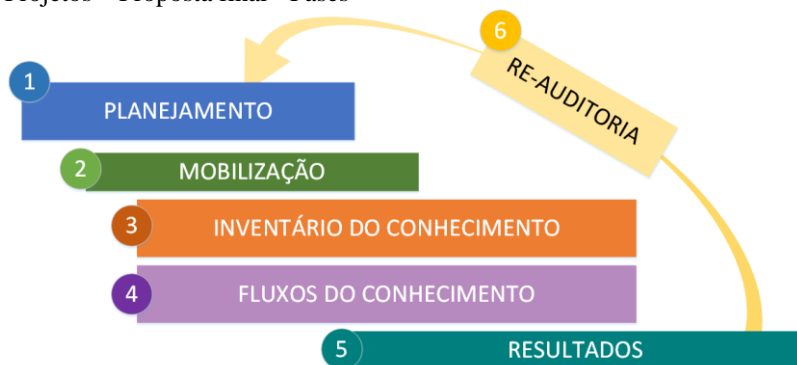 1
PLANEJAMENTO
2
MOBILIZAÇÃO
3
INVENTÁRIO DO CONHECIMENTO
4
FLUXOS DO CONHECIMENTO
5
RESULTADOS
6
RE-AUDITORIA